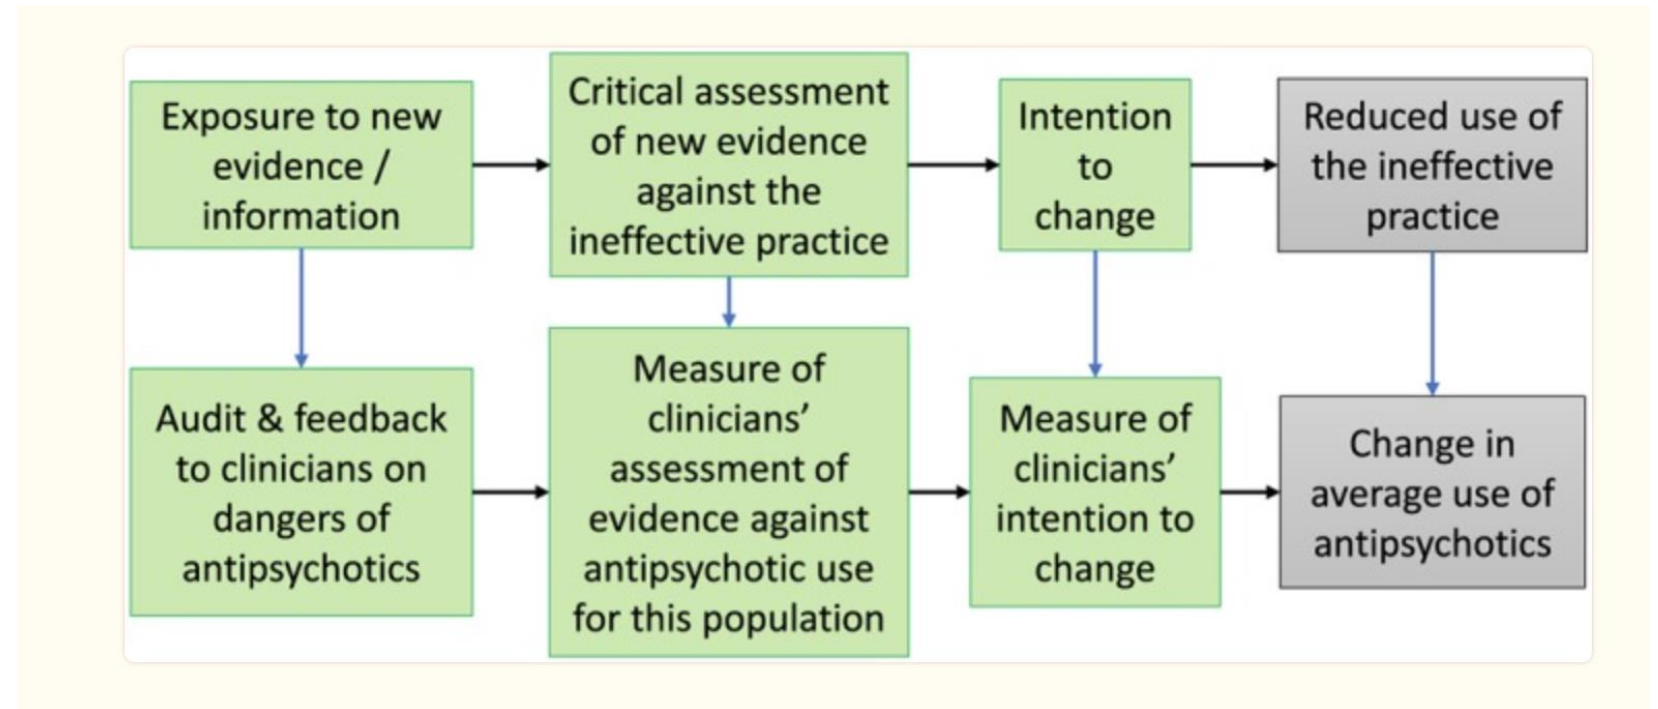 Exposure to new
evidence /
information
Critical assessment
of new evidence
against the
ineffective practice
Intention
to
change
Reduced use of
the ineffective
practice
Audit & feedback
to clinicians on
dangers of
antipsychotics
Measure of
clinicians’
assessment of
evidence against
antipsychotic use
for this population
Measure of
clinicians’
intention to
change
Change in
average use of
antipsychotics